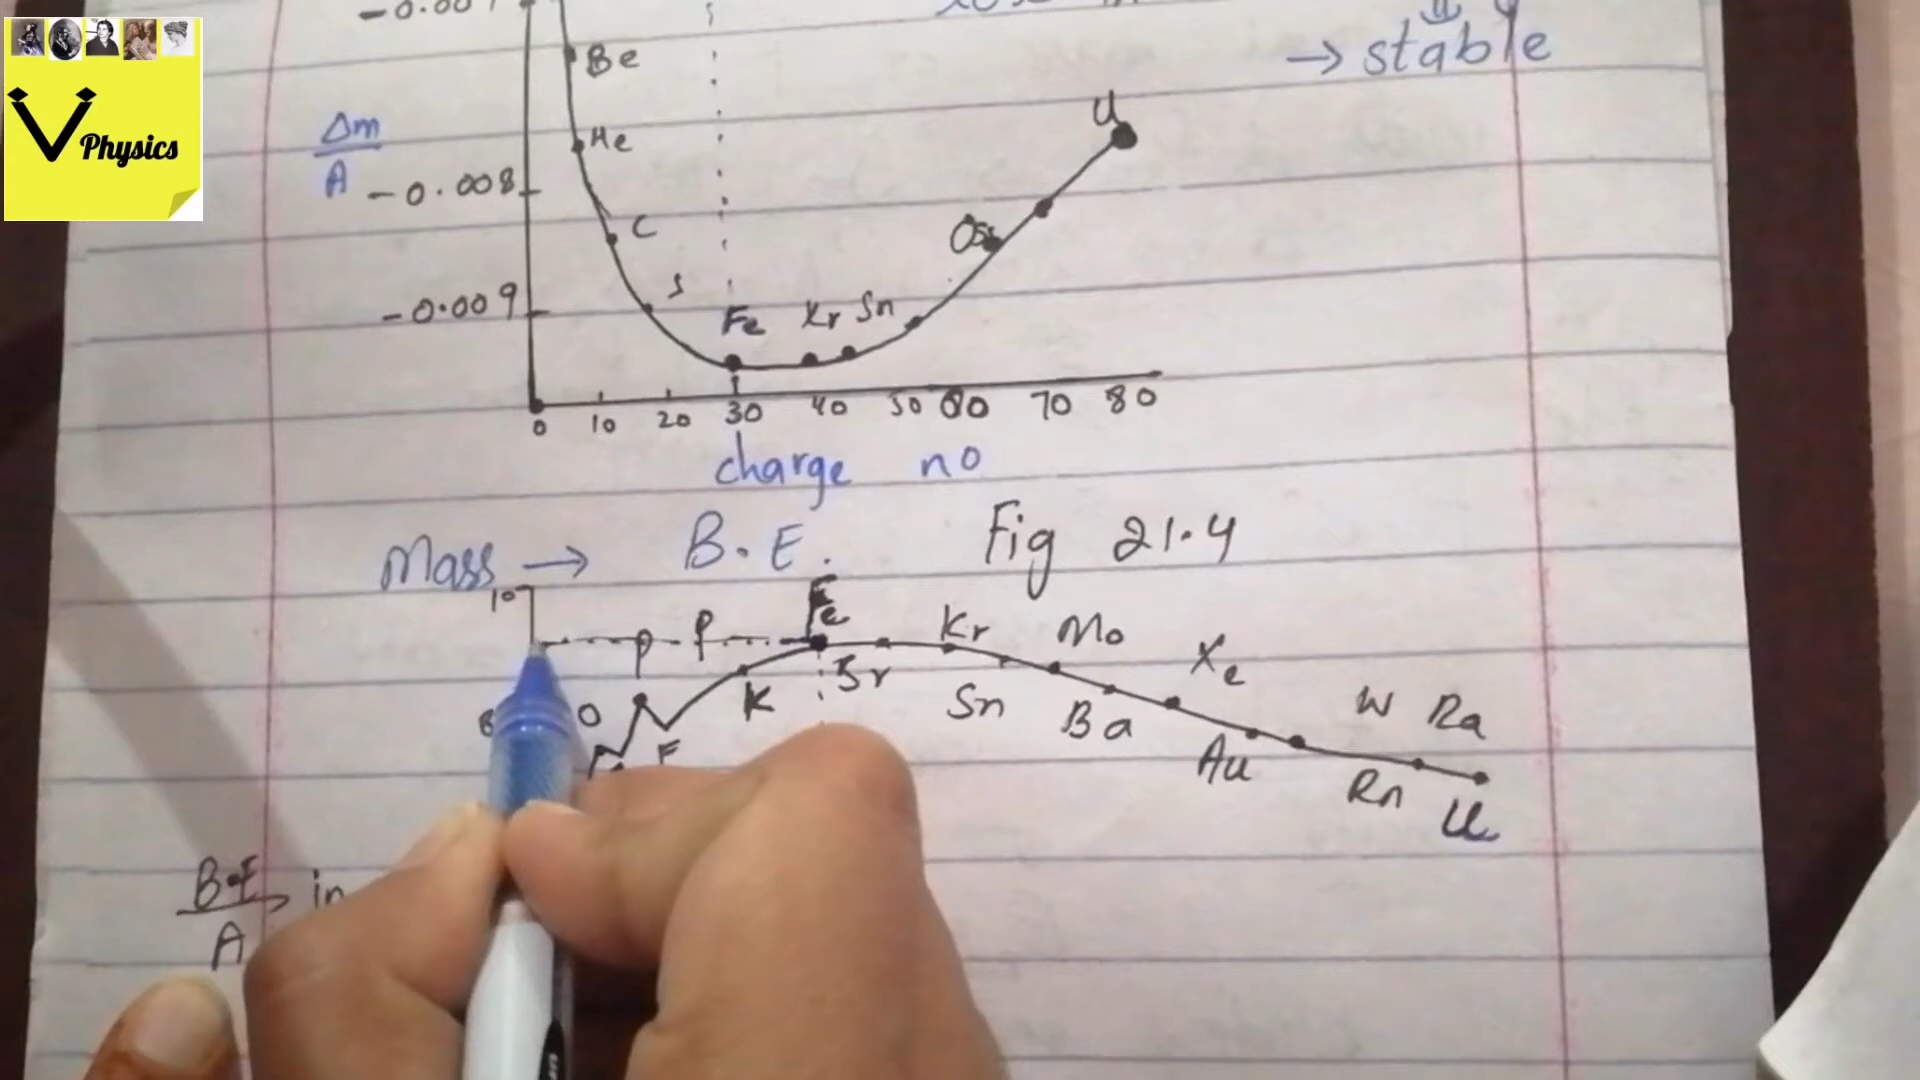 V Physics
→ stable
Be
Δm
A
He
-0.008
C
U
Os
S
-0.009
Fe Kr Sn
0 10 20 30 40 50 60 70 80
charge no
Mass → B.E. Fig 21.4
10
Fe
P P Kr Mo Xe
K Sr Sn Ba W Ra
8 O F
Au Rn U
B.E in
A